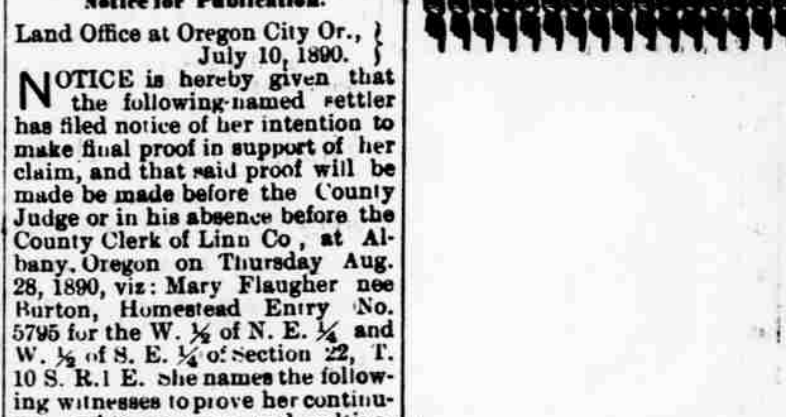 Notice for Publication.
Land Office at Oregon City Or.,
July 10, 1890.
NOTICE is hereby given that
the following-named settler
has filed notice of her intention to
make final proof in support of her
claim, and that said proof will be
made be made before the County
Judge or in his absence before the
County Clerk of Linn Co , at Al-
bany, Oregon on Thursday Aug.
28, 1890, viz: Mary Flaugher nee
Burton, Homestead Entry No.
5795 for the W. ½ of N. E. ¼ and
W. ½ of S. E. ¼ of Section 22, T.
10 S. R.1 E. She names the follow-
ing witnesses to prove her continu-